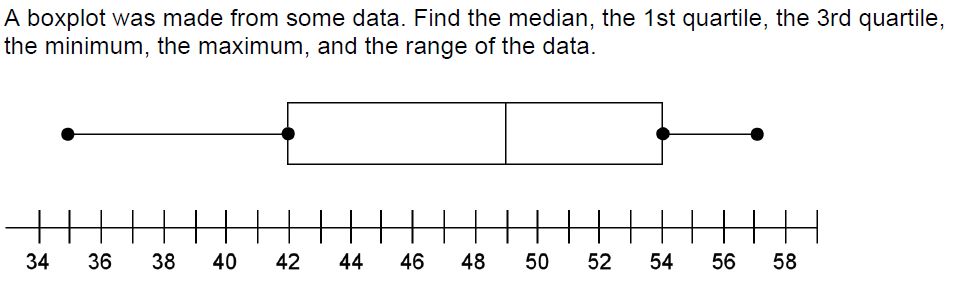 A boxplot was made from some data. Find the median, the 1st quartile, the 3rd quartile,
the minimum, the maximum, and the range of the data.
34 36 38 40 42 44 46 48 50 52 54 56 58